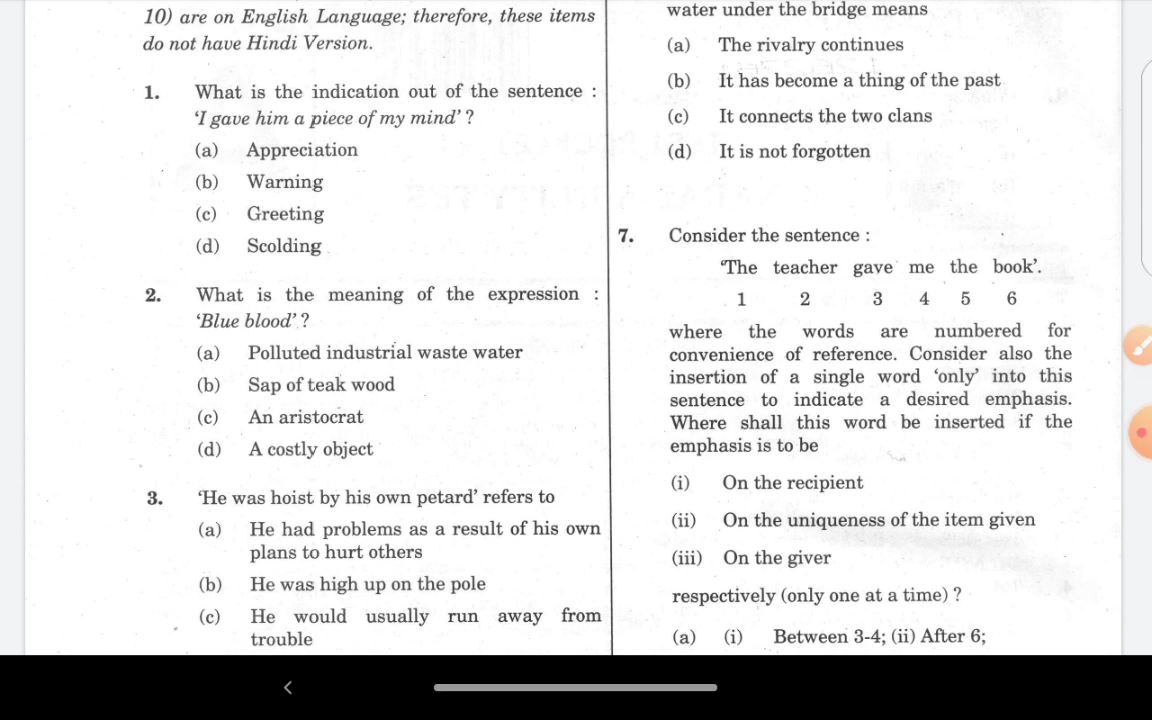 10) are on English Language; therefore, these items
do not have Hindi Version.
1. What is the indication out of the sentence :
‘I gave him a piece of my mind’ ?
(a) Appreciation
(b) Warning
(c) Greeting
(d) Scolding
2. What is the meaning of the expression :
‘Blue blood’ ?
(a) Polluted industrial waste water
(b) Sap of teak wood
(c) An aristocrat
(d) A costly object
3. ‘He was hoist by his own petard’ refers to
(a) He had problems as a result of his own
plans to hurt others
(b) He was high up on the pole
(c) He would usually run away from
trouble
water under the bridge means
(a) The rivalry continues
(b) It has become a thing of the past
(c) It connects the two clans
(d) It is not forgotten
7. Consider the sentence :
‘The teacher gave me the book’.
1 2 3 4 5 6
where the words are numbered for
convenience of reference. Consider also the
insertion of a single word ‘only’ into this
sentence to indicate a desired emphasis.
Where shall this word be inserted if the
emphasis is to be
(i) On the recipient
(ii) On the uniqueness of the item given
(iii) On the giver
respectively (only one at a time) ?
(a) (i) Between 3-4; (ii) After 6;